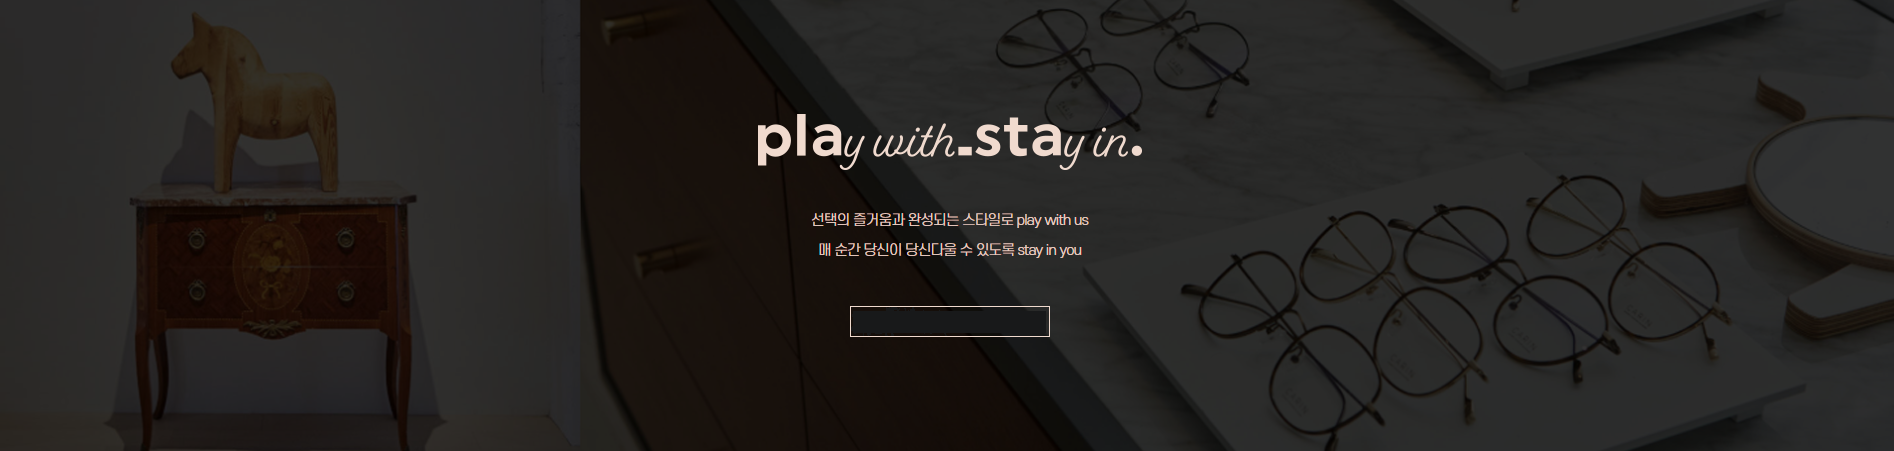 play with.stay in.
선택의 즐거움과 완성되는 스타일로 play with us
매 순간 당신이 당신다울 수 있도록 stay in you